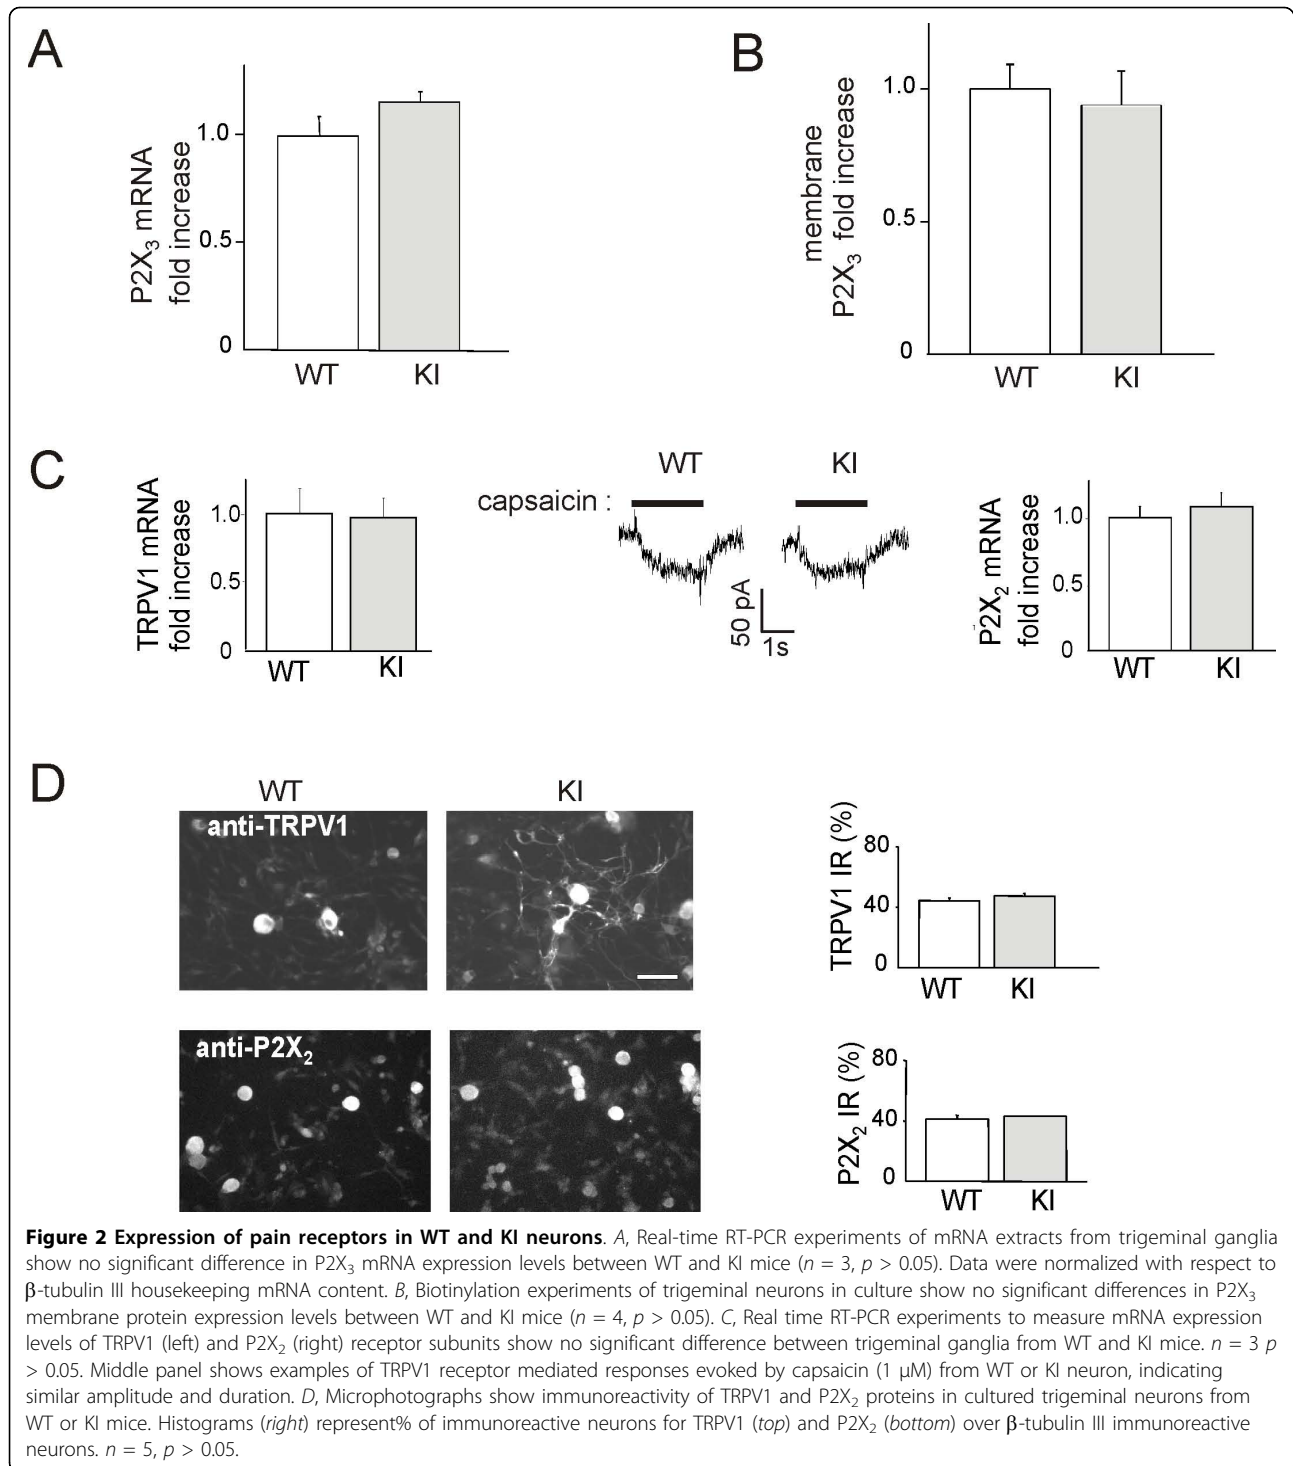 A
P2X3 mRNA
fold increase
1.0
0.5
0
WT KI
B
membrane
P2X3 fold increase
1.0
0.5
0
WT KI
C
TRPV1 mRNA
fold increase
1.0
0.5
0
WT KI
WT KI
capsaicin :
50 pA
1s
P2X2 mRNA
fold increase
1.0
0.5
0
WT KI
D
WT KI
anti-TRPV1
TRPV1 IR (%)
80
40
0
WT KI
anti-P2X2
P2X2 IR (%)
80
40
0
WT KI
Figure 2 Expression of pain receptors in WT and KI neurons. A, Real-time RT-PCR experiments of mRNA extracts from trigeminal ganglia
show no significant difference in P2X3 mRNA expression levels between WT and KI mice (n = 3, p > 0.05). Data were normalized with respect to
β-tubulin III housekeeping mRNA content. B, Biotinylation experiments of trigeminal neurons in culture show no significant differences in P2X3
membrane protein expression levels between WT and KI mice (n = 4, p > 0.05). C, Real time RT-PCR experiments to measure mRNA expression
levels of TRPV1 (left) and P2X2 (right) receptor subunits show no significant difference between trigeminal ganglia from WT and KI mice. n = 3 p
> 0.05. Middle panel shows examples of TRPV1 receptor mediated responses evoked by capsaicin (1 μM) from WT or KI neuron, indicating
similar amplitude and duration. D, Microphotographs show immunoreactivity of TRPV1 and P2X2 proteins in cultured trigeminal neurons from
WT or KI mice. Histograms (right) represent% of immunoreactive neurons for TRPV1 (top) and P2X2 (bottom) over β-tubulin III immunoreactive
neurons. n = 5, p > 0.05.